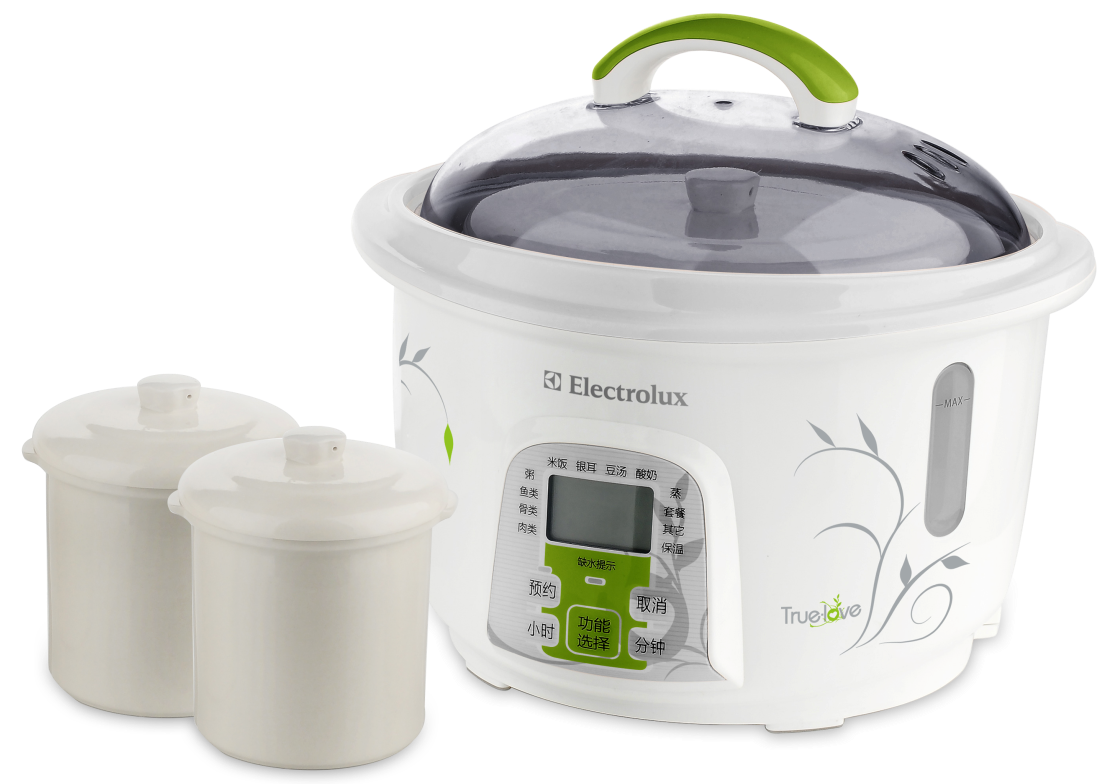 Electrolux
米饭 银耳 豆汤 酸奶
粥
鱼类
骨类
肉类
蒸
套餐
其它
保温
缺水提示
预约
取消
小时
功能
选择
分钟
MAX
True·love